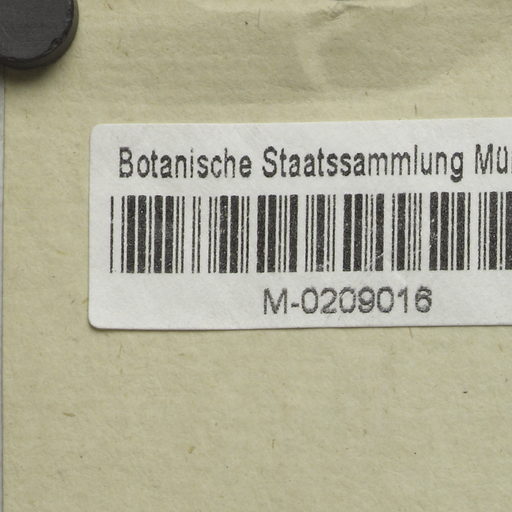 Botanische Staatssammlung Mü
M-0209016